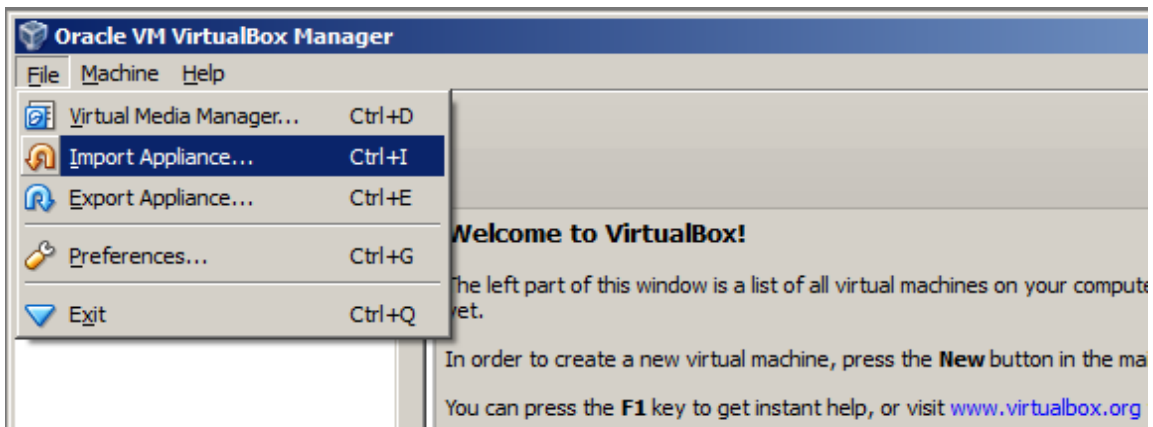 Oracle VM VirtualBox Manager
File Machine Help
Virtual Media Manager... Ctrl+D
Import Appliance... Ctrl+I
Export Appliance... Ctrl+E
Preferences... Ctrl+G
Exit Ctrl+Q
Welcome to VirtualBox!
The left part of this window is a list of all virtual machines on your compute
yet.
In order to create a new virtual machine, press the New button in the mai
You can press the F1 key to get instant help, or visit www.virtualbox.org